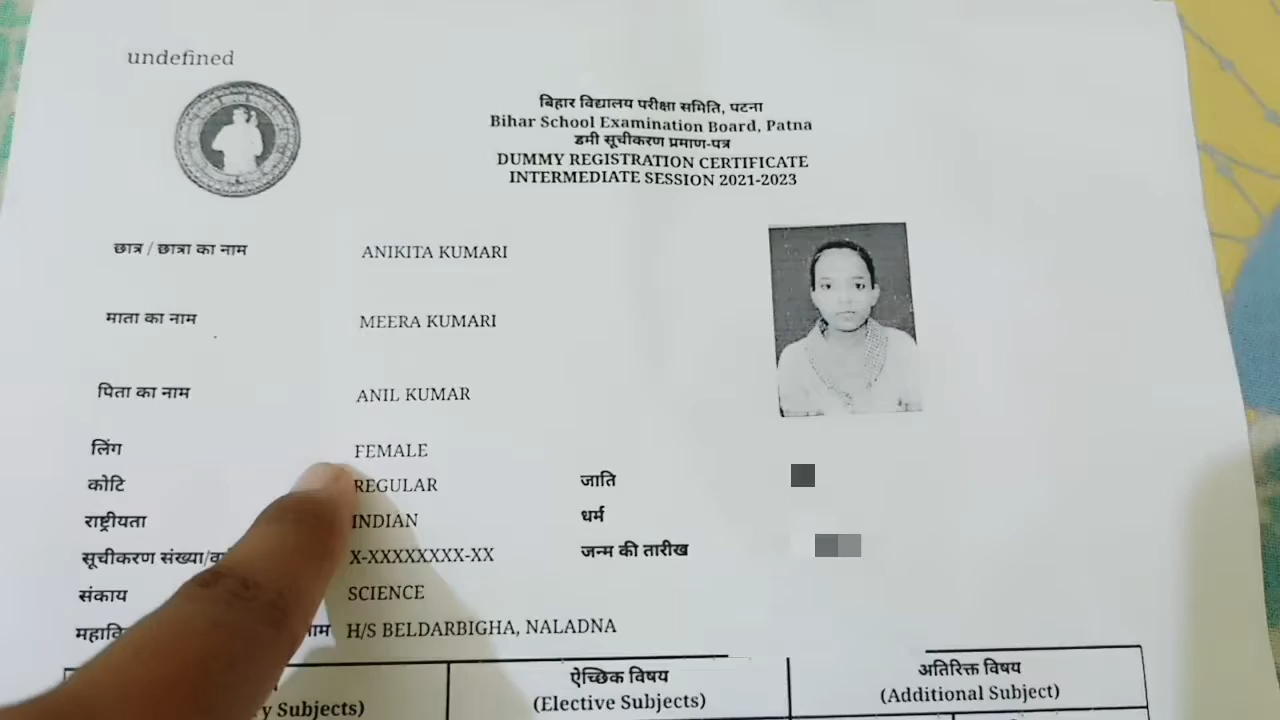 undefined
बिहार विद्यालय परीक्षा समिति, पटना
Bihar School Examination Board, Patna
डमी सूचीकरण प्रमाण-पत्र
DUMMY REGISTRATION CERTIFICATE
INTERMEDIATE SESSION 2021-2023
छात्र / छात्रा का नाम ANIKITA KUMARI
माता का नाम MEERA KUMARI
पिता का नाम ANIL KUMAR
लिंग FEMALE
कोटि REGULAR जाति
राष्ट्रीयता INDIAN धर्म
सूचीकरण संख्या/ X-XXXXXXXX-XX जन्म की तारीख
संकाय SCIENCE
H/S BELDARBIGHA, NALADNA
ऐच्छिक विषय अतिरिक्त विषय
Subjects) (Elective Subjects) (Additional Subject)